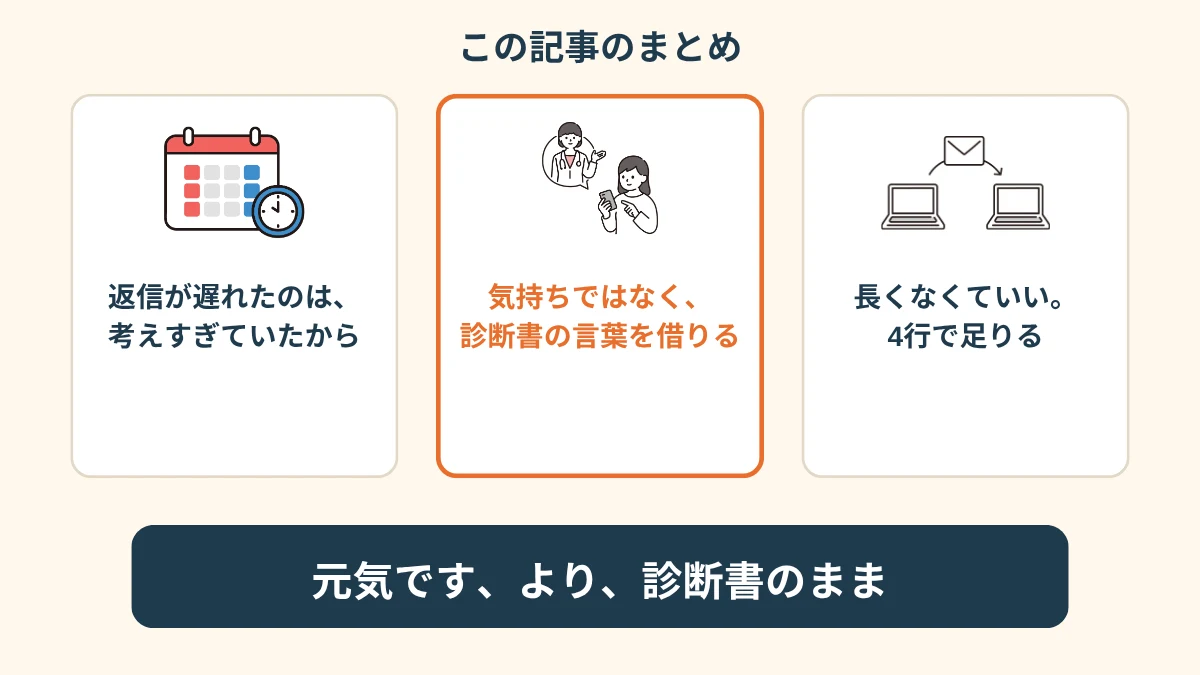 この記事のまとめ
返信が遅れたのは、
考えすぎていたから
気持ちではなく、
診断書の言葉を借りる
長くなくていい。
4行で足りる
元気です、より、診断書のまま